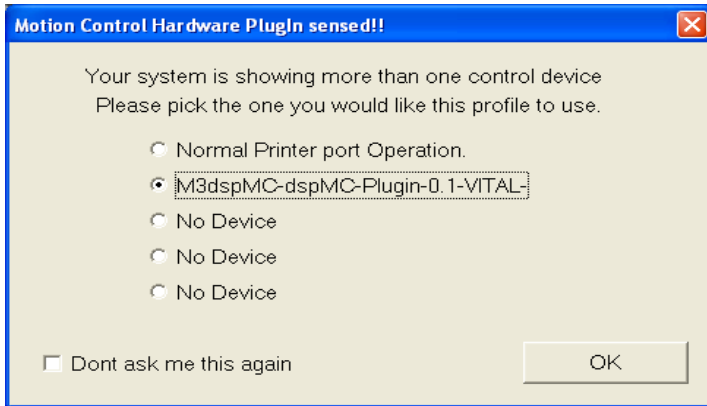 Motion Control Hardware PlugIn sensed!!
Your system is showing more than one control device
Please pick the one you would like this profile to use.
Normal Printer port Operation.
M3dspMC-dspMC-Plugin-0.1-VITAL-
No Device
No Device
No Device
Dont ask me this again
OK